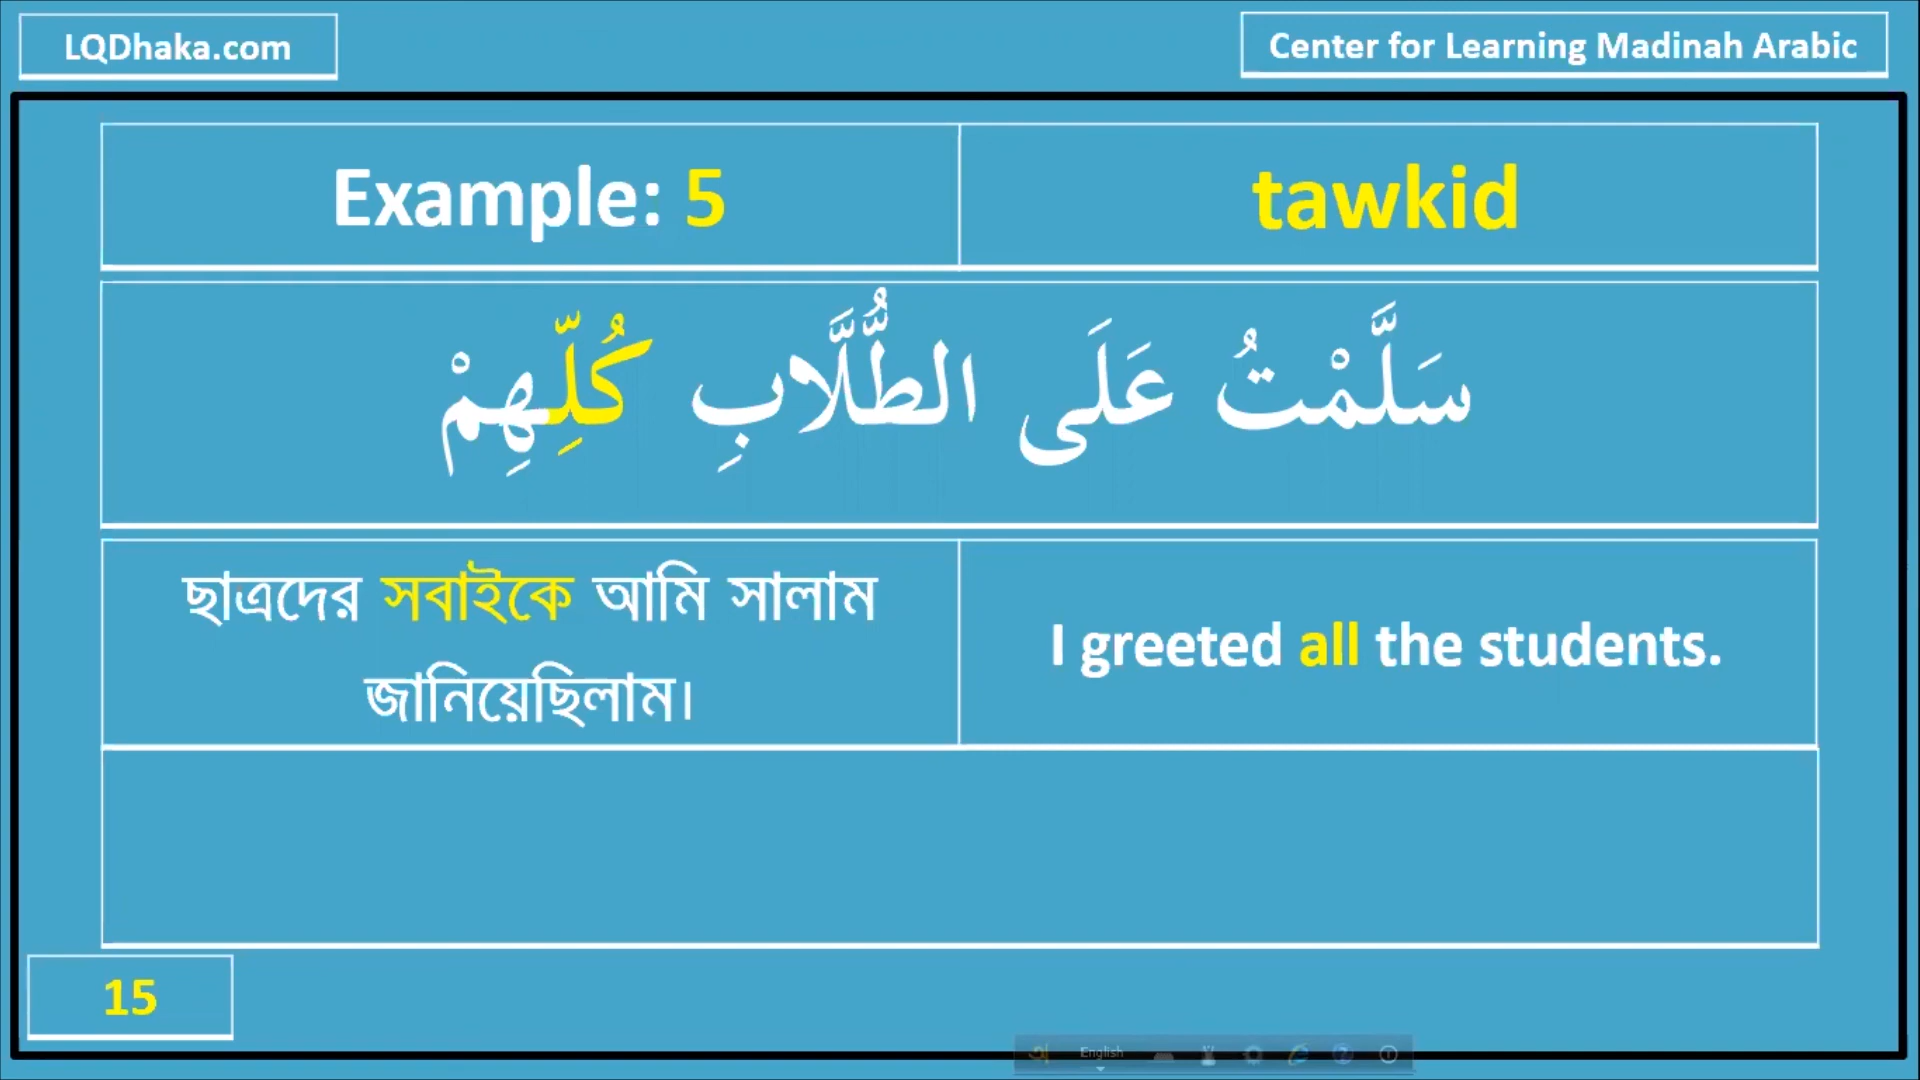 LQDhaka.com
Center for Learning Madinah Arabic
Example: 5
tawkid
سَلَّمْتُ عَلَى الطُّلَّابِ كُلِّهِمْ
ছাত্রদের সবাইকে আমি সালাম
জানিয়েছিলাম।
I greeted all the students.
15
অ English